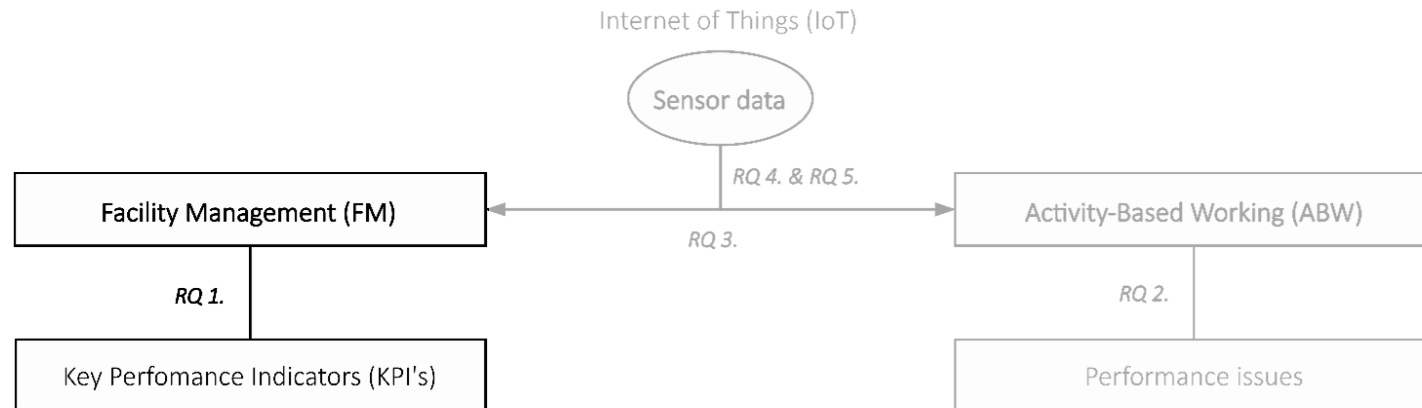 Internet of Things (IoT)
Sensor data
RQ 4. & RQ 5.
Facility Management (FM)
Activity-Based Working (ABW)
RQ 3.
RQ 1.
RQ 2.
Key Perfomance Indicators (KPI's)
Performance issues